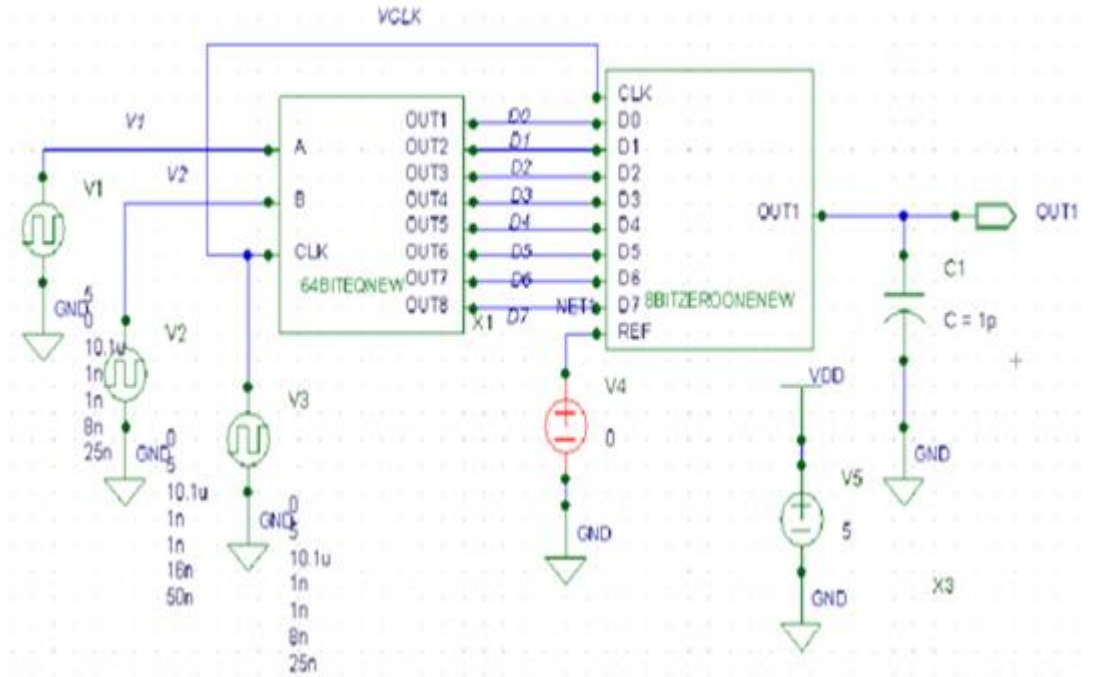 VCLK
V1
V2
V1
GND
5
0
10.1u
1n
1n
8n
25n
V2
GND
0
5
10.1u
1n
1n
16n
50n
A
B
CLK
64BITEQNEW
OUT1
OUT2
OUT3
OUT4
OUT5
OUT6
OUT7
OUT8
X1
D0
D1
D2
D3
D4
D5
D6
D7
NET1
V3
GND
0
5
10.1u
1n
1n
8n
25n
CLK
D0
D1
D2
D3
D4
D5
D6
D7
REF
8BITZEROONENEW
OUT1
V4
0
GND
OUT1
C1
C = 1p
GND
VDD
V5
5
GND
X3